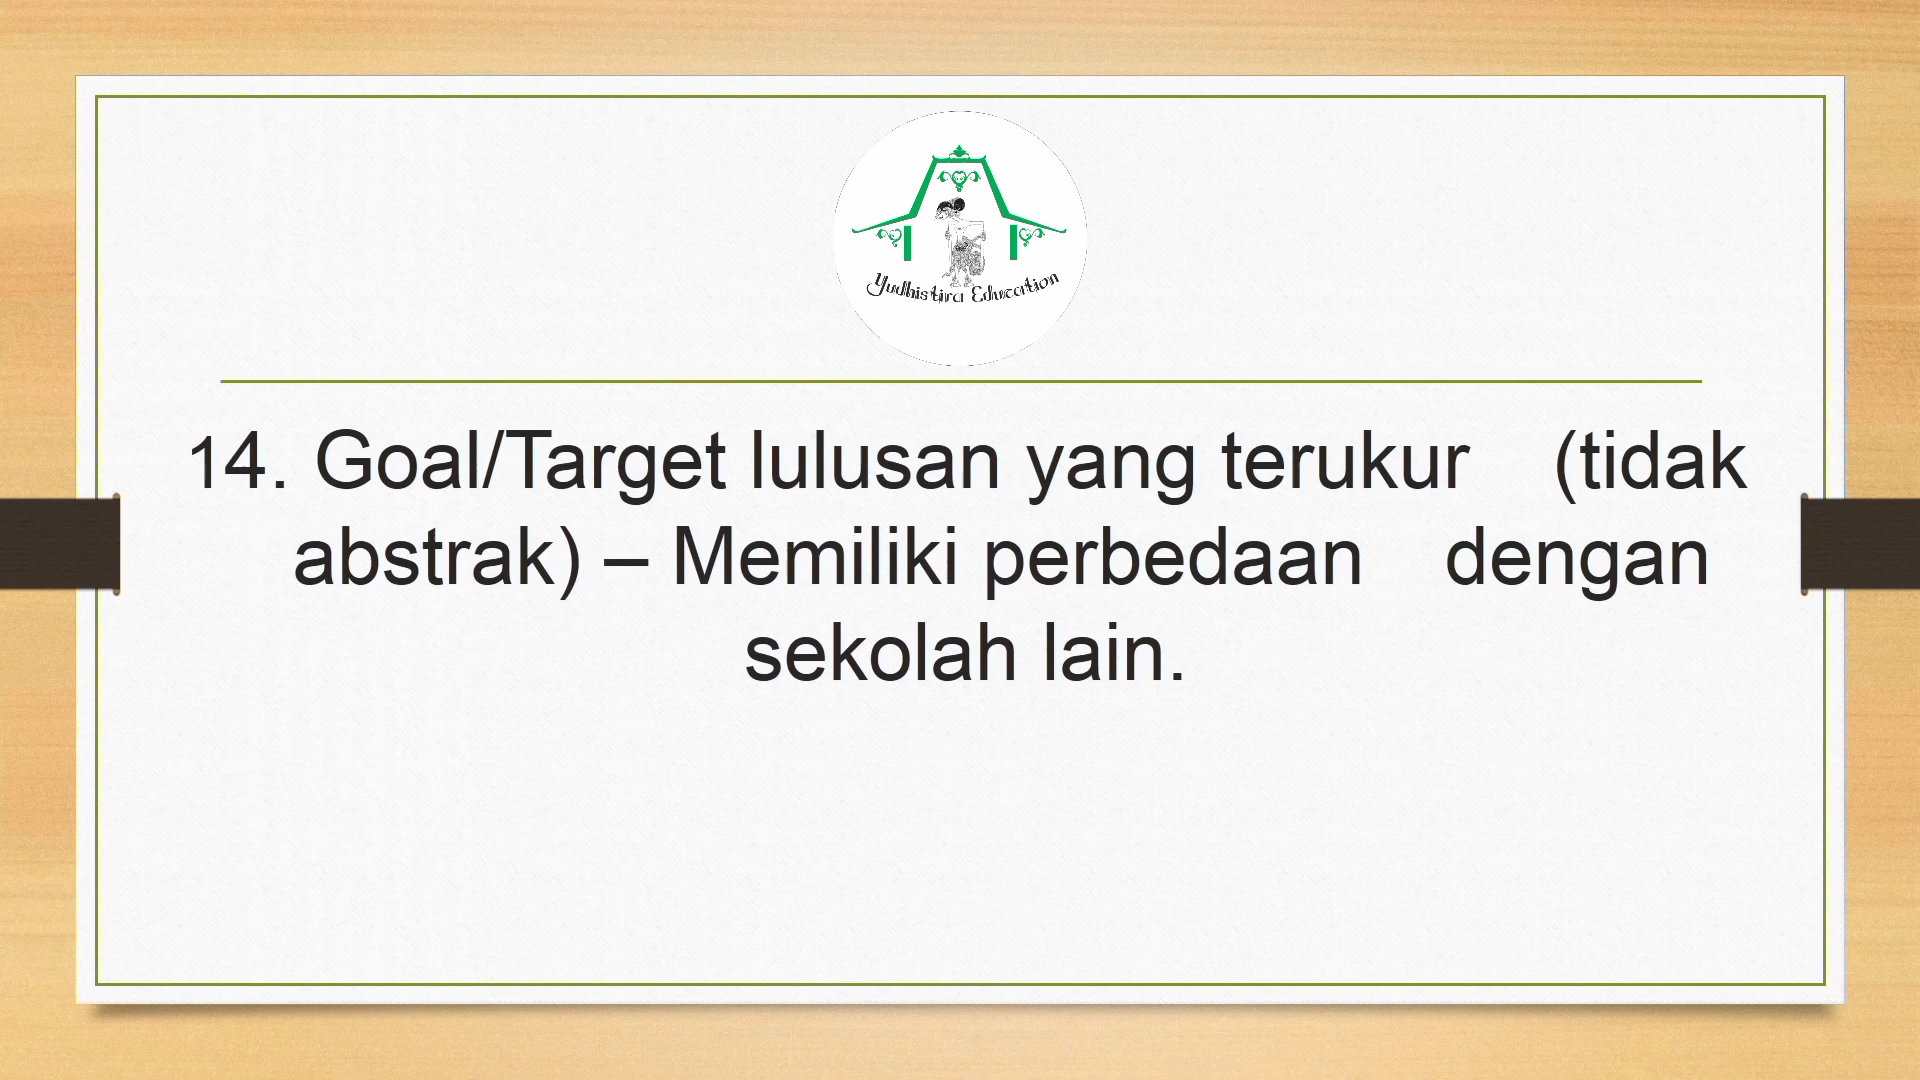 Yudhistira Education
14. Goal/Target lulusan yang terukur (tidak
abstrak) – Memiliki perbedaan dengan
sekolah lain.